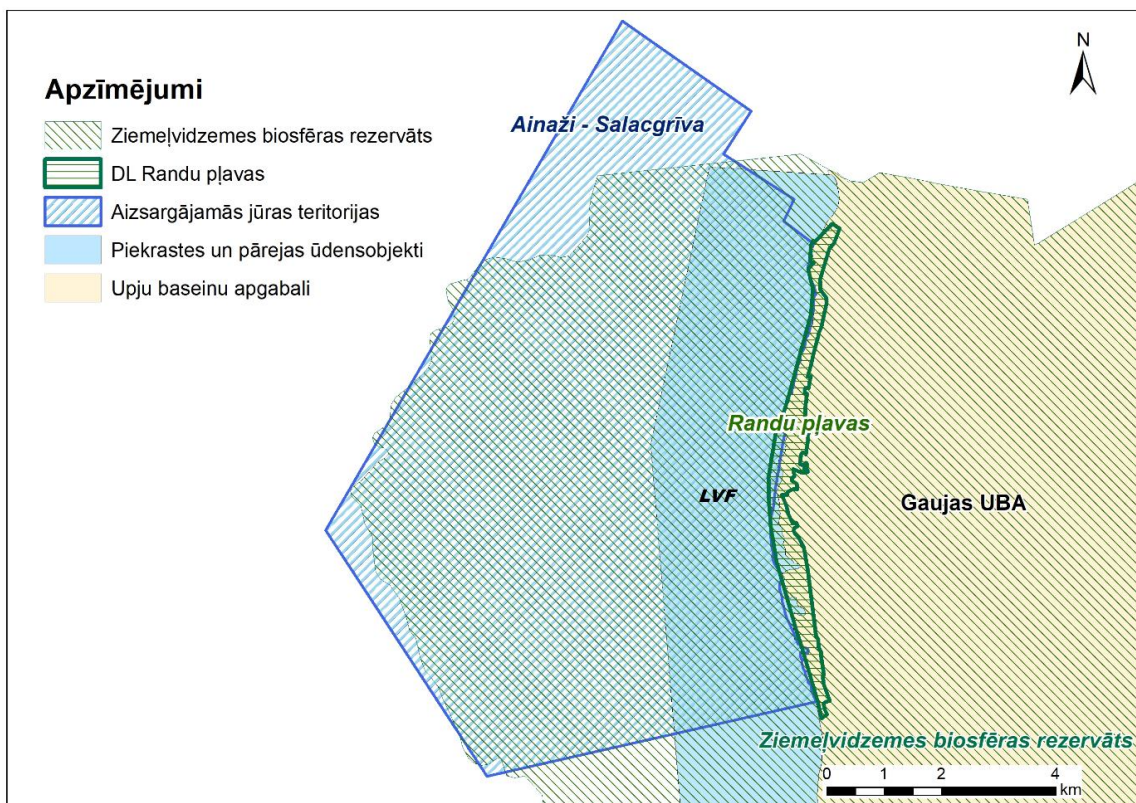 Apzīmējumi
Ziemeļvidzemes biosfēras rezervāts
DL Randu pļavas
Aizsargājamās jūras teritorijas
Piekrastes un pārejas ūdensobjekti
Upju baseinu apgabali
N
Ainaži - Salacgrīva
Randu pļavas
LVF
Gaujas UBA
Ziemeļvidzemes biosfēras rezervāts
0 1 2 4
km